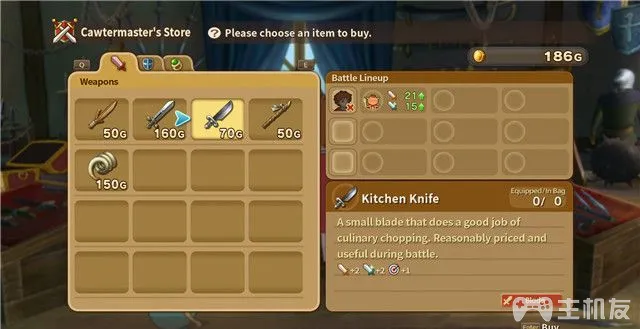 Cawtermaster's Store
? Please choose an item to buy.
Q
E
186G
Weapons
50G
160G
70G
50G
150G
Battle Lineup
21
15
Kitchen Knife
Equipped/In Bag
0/ 0
A small blade that does a good job of
culinary chopping. Reasonably priced and
useful during battle.
+2 +2 +1
主机友
Enter Buy